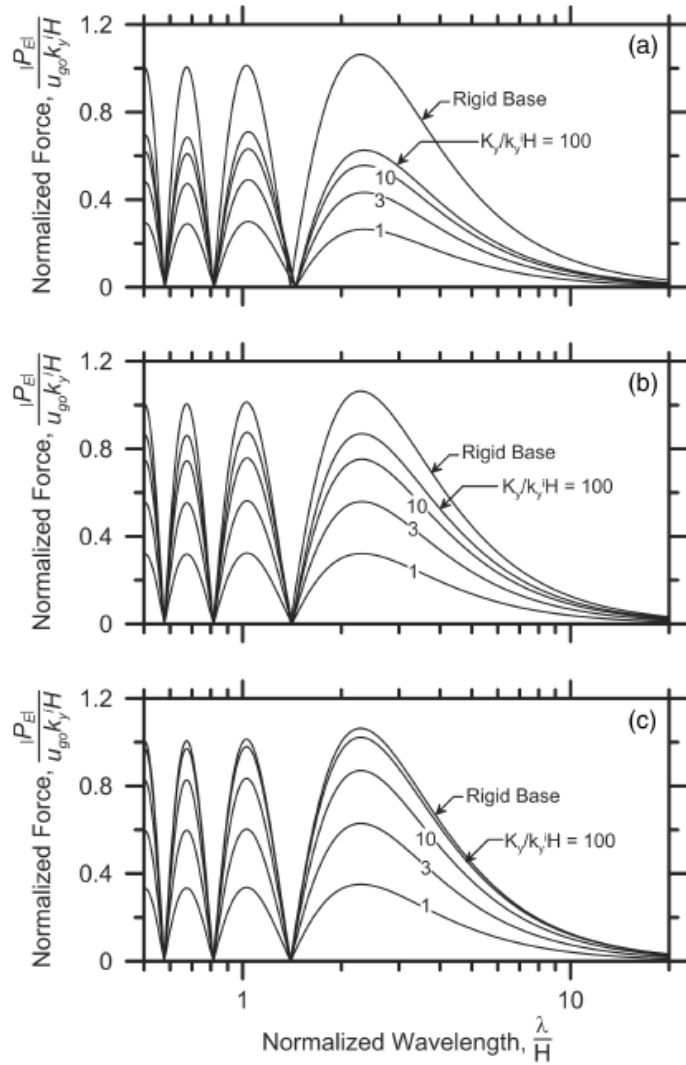 (a)
Normalized Force, |P_E| / u_go k_y^i H
1.2
0.8
0.4
0
Rigid Base
K_y/k_y^iH = 100
10
3
1
(b)
Normalized Force, |P_E| / u_go k_y^i H
1.2
0.8
0.4
0
Rigid Base
K_y/k_y^iH = 100
10
3
1
(c)
Normalized Force, |P_E| / u_go k_y^i H
1.2
0.8
0.4
0
Rigid Base
K_y/k_y^iH = 100
10
3
1
1
10
Normalized Wavelength, λ/H